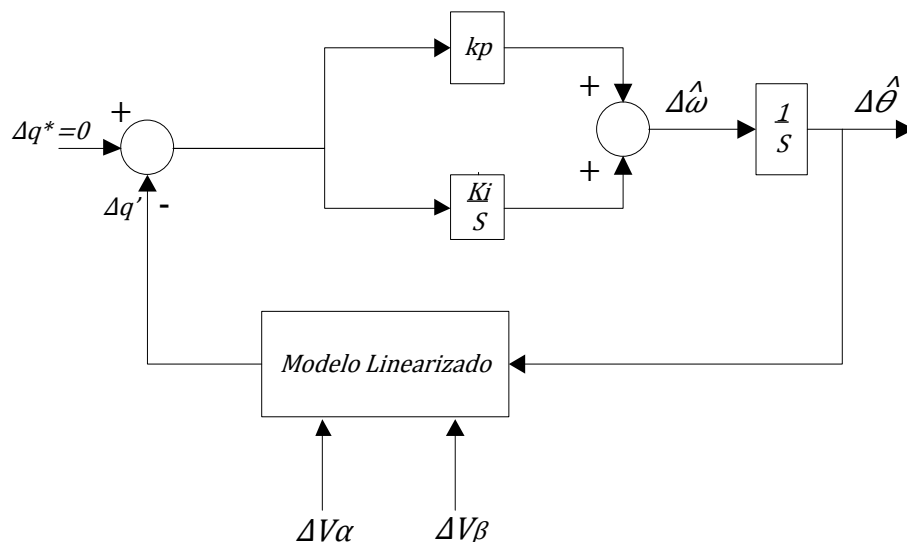 kp
+
+
Δq*=0
Δω̂
1
S
Δθ̂
+
Δq’
-
Ki
S
Modelo Linearizado
ΔVα
ΔVβ